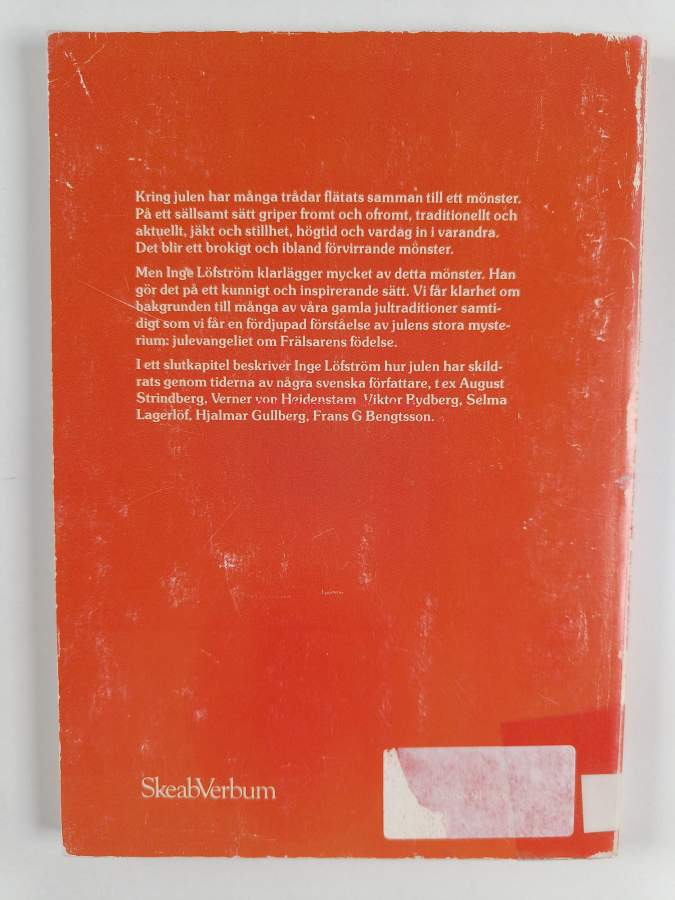 Kring julen har många trådar flätats samman till ett mönster.
På ett sällsamt sätt griper fromt och ofromt, traditionellt och
aktuellt, jäkt och stillhet, högtid och vardag in i varandra.
Det blir ett brokigt och ibland förvirrande mönster.
Men Inge Löfström klarlägger mycket av detta mönster. Han
gör det på ett kunnigt och inspirerande sätt. Vi får klarhet om
bakgrunden till många av våra gamla jultraditioner samti-
digt som vi får en fördjupad förståelse av julens stora myste-
rium: julevangeliet om Frälsarens födelse.
I ett slutkapitel beskriver Inge Löfström hur julen har skild-
rats genom tiderna av några svenska författare, t ex August
Strindberg, Verner von Heidenstam, Viktor Rydberg, Selma
Lagerlöf, Hjalmar Gullberg, Frans G Bengtsson.
SkeabVerbum